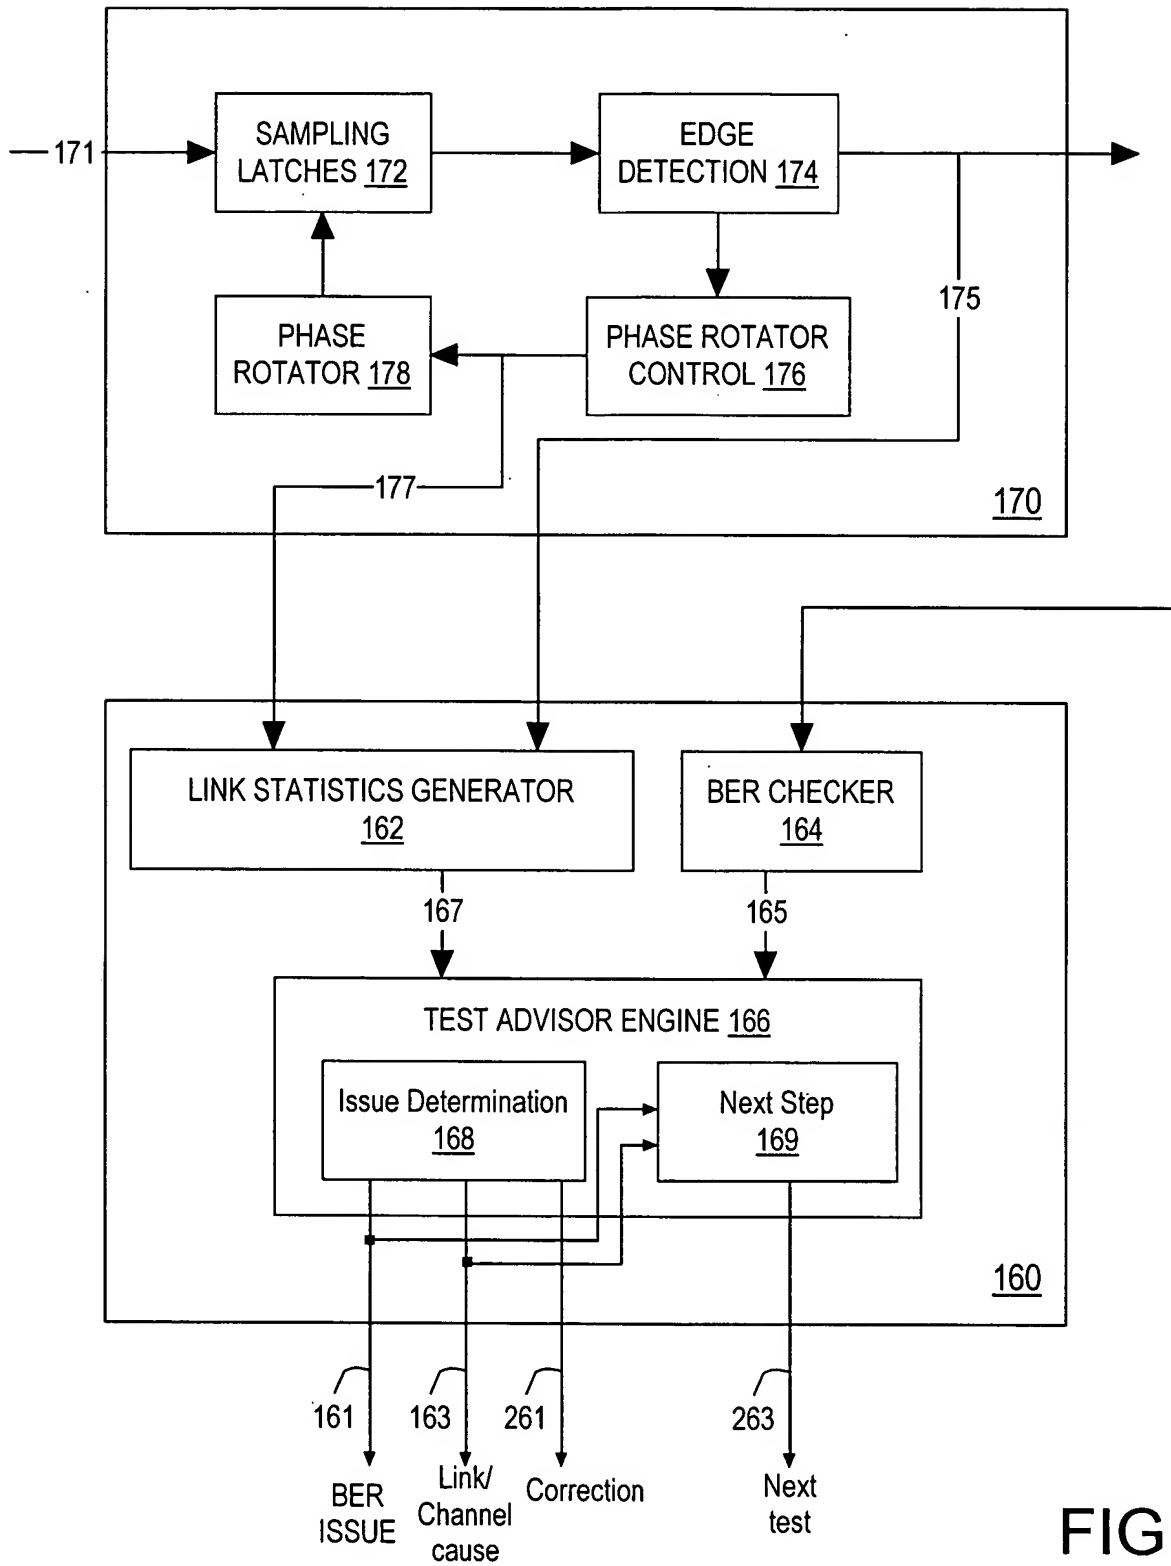 171
SAMPLING
LATCHES 172
EDGE
DETECTION 174
PHASE
ROTATOR 178
PHASE ROTATOR
CONTROL 176
175
177
170
LINK STATISTICS GENERATOR
162
BER CHECKER
164
167
165
TEST ADVISOR ENGINE 166
Issue Determination
168
Next Step
169
160
161
163
261
263
BER
ISSUE
Link/
Channel
cause
Correction
Next
test
FIG